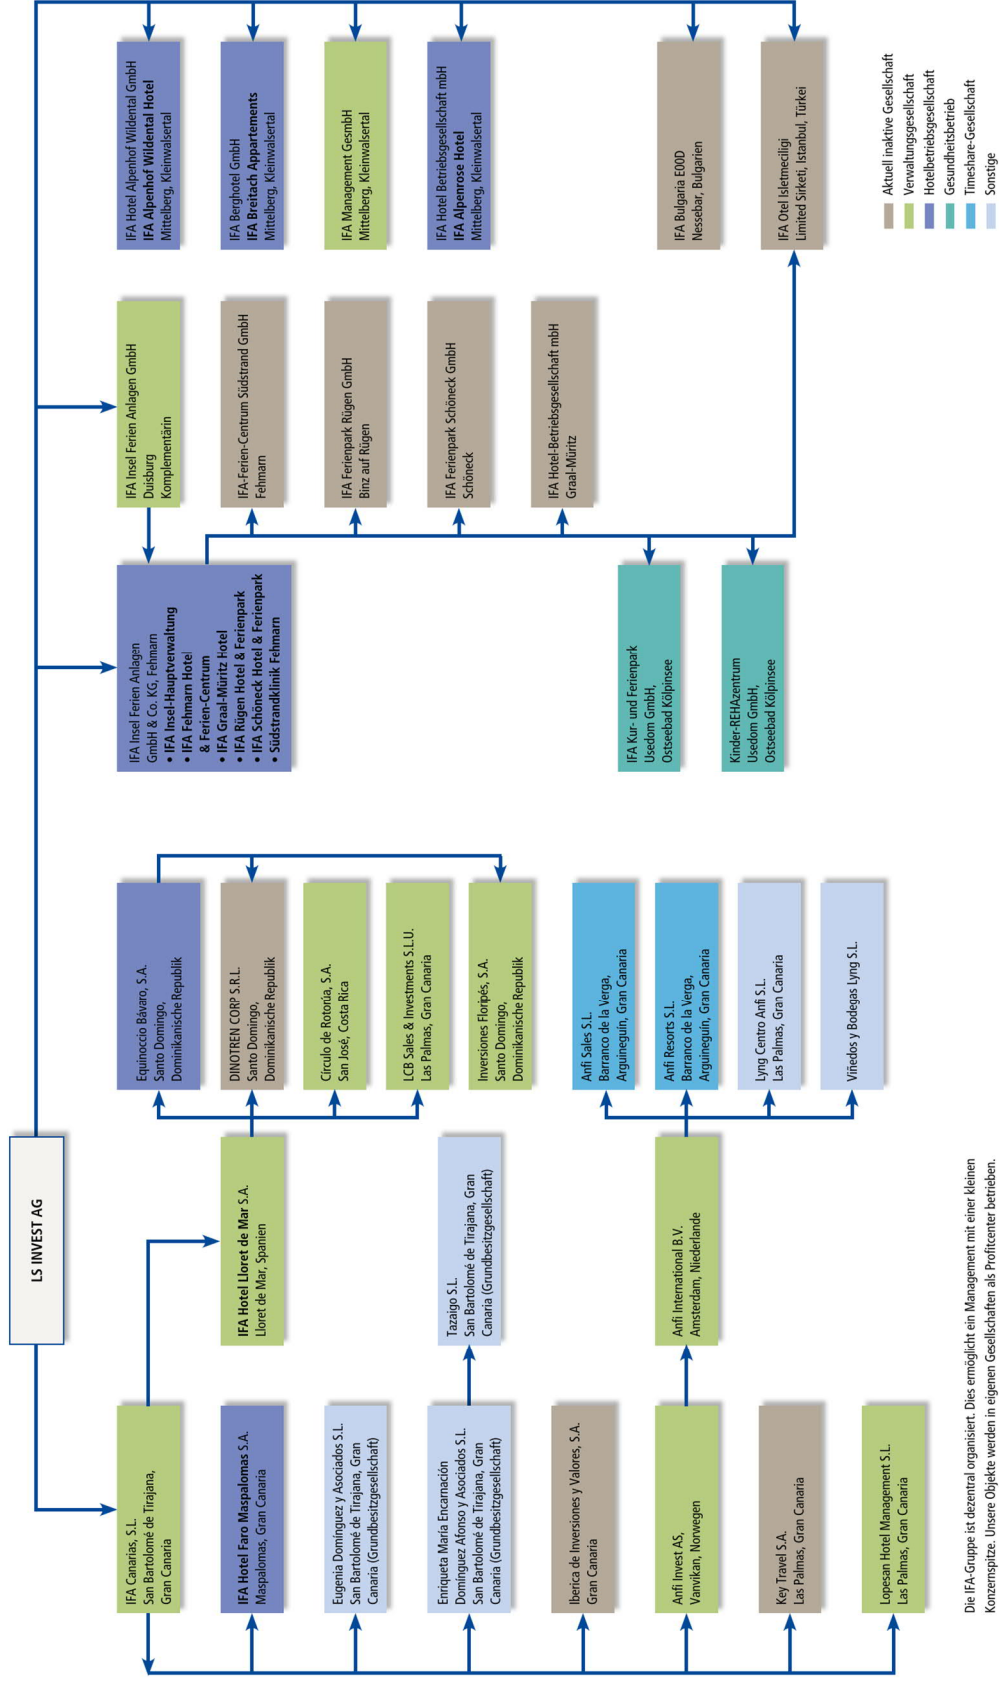 LS INVEST AG
IFA Canarias, S.L.
San Bartolomé de Tirajana,
Gran Canaria
IFA Hotel Faro Maspalomas S.A.
Maspalomas, Gran Canaria
Eugenia Domínguez y Asociados S.L.
San Bartolomé de Tirajana, Gran
Canaria (Grundbesitzgesellschaft)
Enriqueta María Encarnación
Domínguez Afonso y Asociados S.L.
San Bartolomé de Tirajana, Gran
Canaria (Grundbesitzgesellschaft)
Iberica de Inversiones y Valores, S.A.
Gran Canaria
Anfi Invest AS,
Vanvikan, Norwegen
Key Travel S.A.
Las Palmas, Gran Canaria
Lopesan Hotel Management S.L.
Las Palmas, Gran Canaria
IFA Hotel Lloret de Mar S.A.
Lloret de Mar, Spanien
Tazaigo S.L.
San Bartolomé de Tirajana, Gran
Canaria (Grundbesitzgesellschaft)
Anfi International B.V.
Amsterdam, Niederlande
Equinoccio Bávaro, S.A.
Santo Domingo,
Dominikanische Republik
DINOTREN CORP S.R.L.
Santo Domingo,
Dominikanische Republik
Círculo de Rotorúa, S.A.
San José, Costa Rica
LCB Sales & Investments S.L.U.
Las Palmas, Gran Canaria
Inversiones Floripés, S.A.
Santo Domingo,
Dominikanische Republik
Anfi Sales S.L.
Barranco de la Verga,
Arguineguín, Gran Canaria
Anfi Resorts S.L.
Barranco de la Verga,
Arguineguín, Gran Canaria
Lyng Centro Anfi S.L.
Las Palmas, Gran Canaria
Viñedos y Bodegas Lyng S.L.
IFA Insel Ferien Anlagen
GmbH & Co. KG, Fehmarn
• IFA Insel-Hauptverwaltung
• IFA Fehmarn Hotel
& Ferien-Centrum
• IFA Graal-Müritz Hotel
• IFA Rügen Hotel & Ferienpark
• IFA Schöneck Hotel & Ferienpark
• Südstrandklinik Fehmarn
IFA Kur- und Ferienpark
Usedom GmbH,
Ostseebad Kölpinsee
Kinder-REHAzentrum
Usedom GmbH,
Ostseebad Kölpinsee
IFA Insel Ferien Anlagen GmbH
Duisburg
Komplementärin
IFA-Ferien-Centrum Südstrand GmbH
Fehmarn
IFA Ferienpark Rügen GmbH
Binz auf Rügen
IFA Ferienpark Schöneck GmbH
Schöneck
IFA Hotel-Betriebsgesellschaft mbH
Graal-Müritz
IFA Hotel Alpenhof Wildental GmbH
IFA Alpenhof Wildental Hotel
Mittelberg, Kleinwalsertal
IFA Berghotel GmbH
IFA Breitach Appartements
Mittelberg, Kleinwalsertal
IFA Management GesmbH
Mittelberg, Kleinwalsertal
IFA Hotel Betriebsgesellschaft mbH
IFA Alpenrose Hotel
Mittelberg, Kleinwalsertal
IFA Bulgaria E00D
Nessebar, Bulgarien
IFA Otel Isletmeciligi
Limited Sirketi, Istanbul, Türkei
Aktuell inaktive Gesellschaft
Verwaltungsgesellschaft
Hotelbetriebsgesellschaft
Gesundheitsbetrieb
Timeshare-Gesellschaft
Sonstige
Die IFA-Gruppe ist dezentral organisiert. Dies ermöglicht ein Management mit einer kleinen
Konzernspitze. Unsere Objekte werden in eigenen Gesellschaften als Profitcenter betrieben.